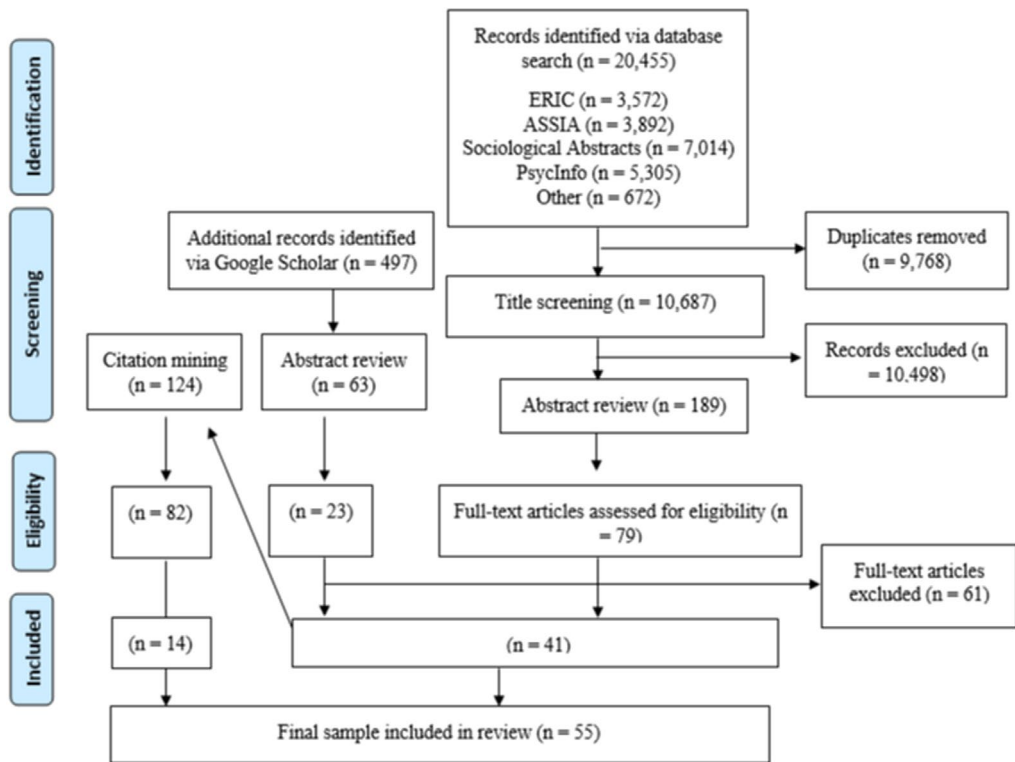 Identification
Records identified via database
search (n = 20,455)
ERIC (n = 3,572)
ASSIA (n = 3,892)
Sociological Abstracts (n = 7,014)
PsycInfo (n = 5,305)
Other (n = 672)
Screening
Additional records identified
via Google Scholar (n = 497)
Duplicates removed
(n = 9,768)
Title screening (n = 10,687)
Citation mining
(n = 124)
Abstract review
(n = 63)
Records excluded (n
= 10,498)
Abstract review (n = 189)
Eligibility
(n = 82)
(n = 23)
Full-text articles assessed for eligibility (n
= 79)
Full-text articles
excluded (n = 61)
Included
(n = 14)
(n = 41)
Final sample included in review (n = 55)